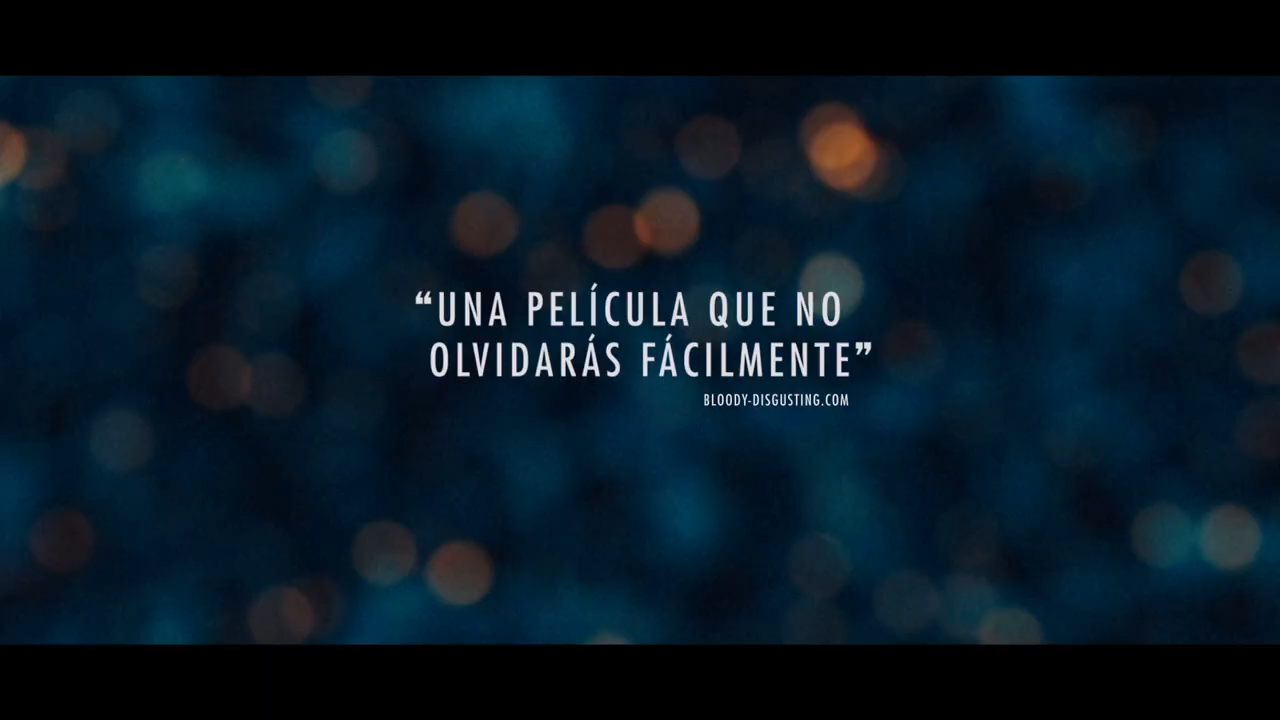 “UNA PELÍCULA QUE NO
OLVIDARÁS FÁCILMENTE”
BLOODY-DISGUSTING.COM